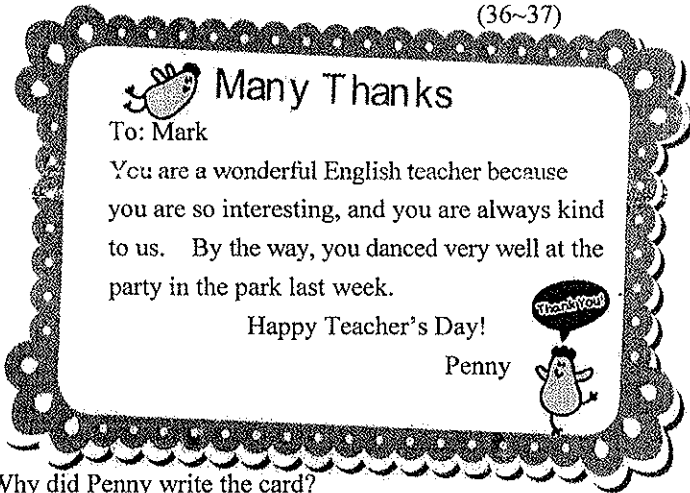 (36~37)
Many Thanks
To: Mark
You are a wonderful English teacher because
you are so interesting, and you are always kind
to us. By the way, you danced very well at the
party in the park last week.
Thank You!
Happy Teacher's Day!
Penny
Why did Penny write the card?